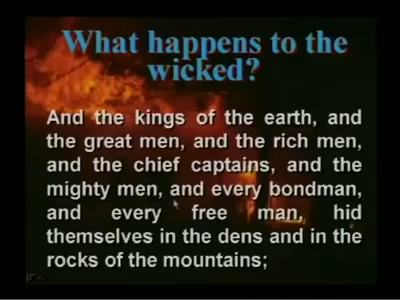 What happens to the
wicked?
And the kings of the earth, and
the great men, and the rich men,
and the chief captains, and the
mighty men, and every bondman,
and every free man, hid
themselves in the dens and in the
rocks of the mountains;